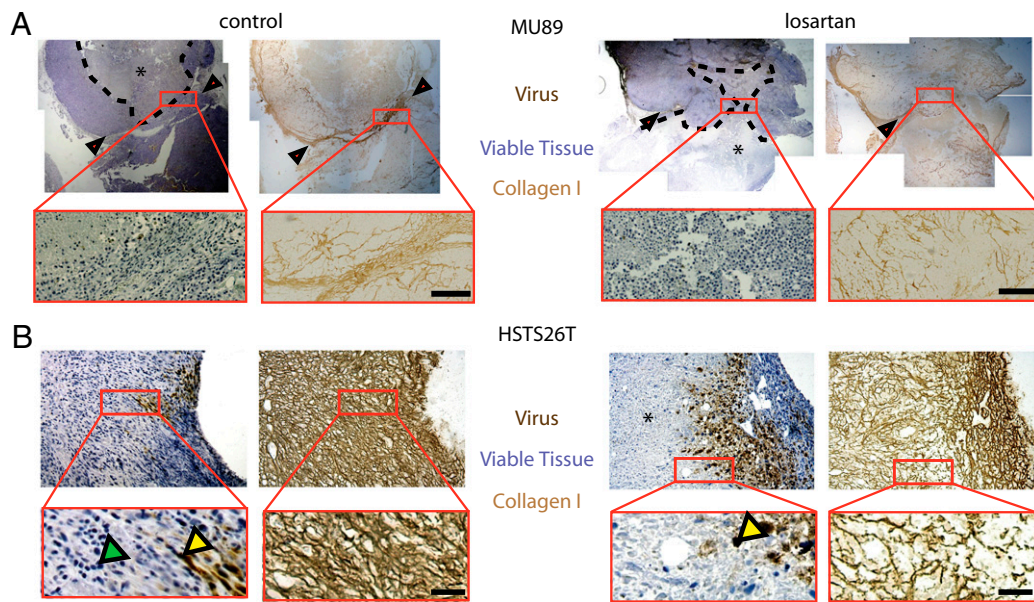 A
control
MU89
losartan
*
Virus
Viable Tissue
*
Collagen I
B
HSTS26T
Virus
*
Viable Tissue
Collagen I